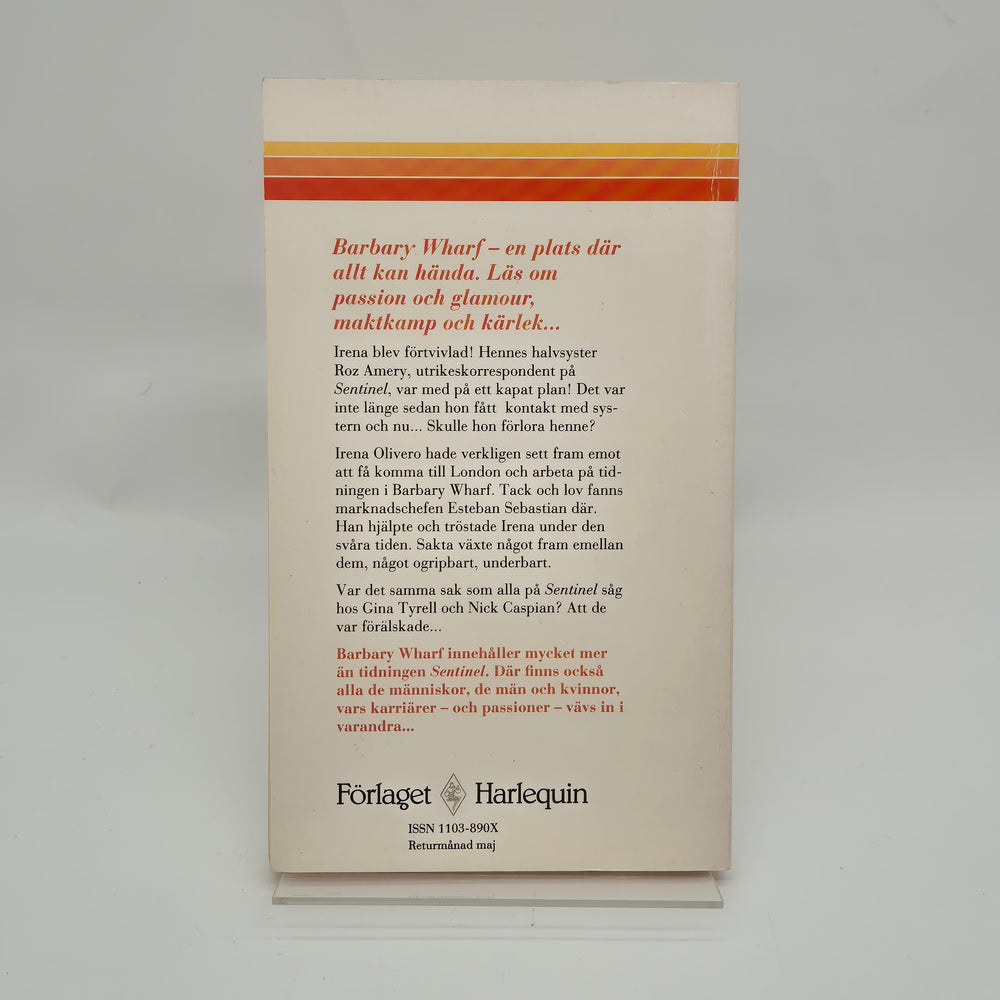 Barbary Wharf – en plats där
allt kan hända. Läs om
passion och glamour,
maktkamp och kärlek...
Irena blev förtvivlad! Hennes halvsyster
Roz Amery, utrikeskorrespondent på
Sentinel, var med på ett kapat plan! Det var
inte länge sedan hon fått kontakt med sys-
tern och nu... Skulle hon förlora henne?
Irena Olivero hade verkligen sett fram emot
att få komma till London och arbeta på tid-
ningen i Barbary Wharf. Tack och lov fanns
marknadschefen Esteban Sebastian där.
Han hjälpte och tröstade Irena under den
svåra tiden. Sakta växte något fram emellan
dem, något ogripbart, underbart.
Var det samma sak som alla på Sentinel såg
hos Gina Tyrell och Nick Caspian? Att de
var förälskade...
Barbary Wharf innehåller mycket mer
än tidningen Sentinel. Där finns också
alla de människor, de män och kvinnor,
vars karriärer – och passioner – vävs in i
varandra...
Förlaget Harlequin
ISSN 1103-890X
Returmånad maj